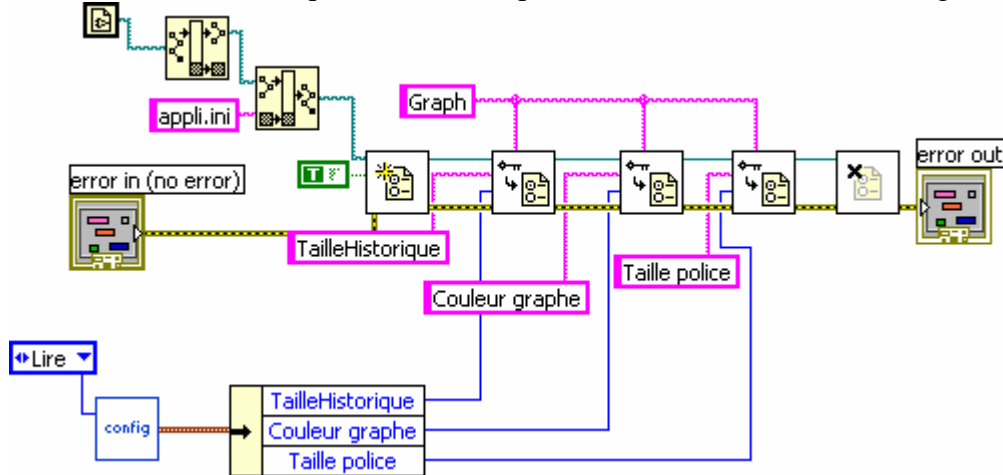 appli.ini
Graph
T
error in (no error)
error out
TailleHistorique
Taille police
Couleur graphe
Lire
config
TailleHistorique
Couleur graphe
Taille police